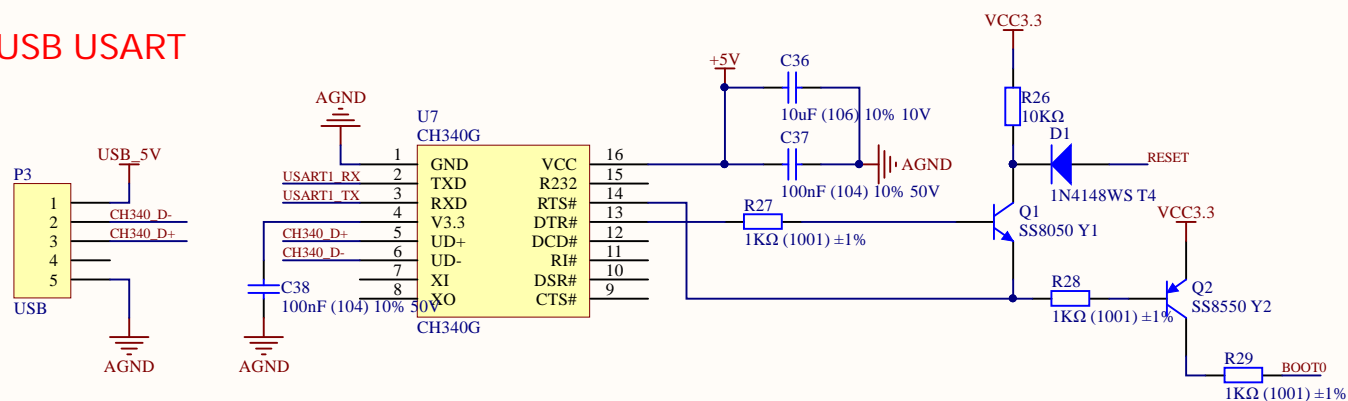 USB USART
P3
1
2
3
4
5
USB
USB_5V
CH340_D-
CH340_D+
AGND
AGND
U7
CH340G
1 GND
2 TXD
3 RXD
4 V3.3
5 UD+
6 UD-
7 XI
8 XO
VCC 16
R232 15
RTS# 14
DTR# 13
DCD# 12
RI# 11
DSR# 10
CTS# 9
CH340G
USART1_RX
USART1_TX
CH340_D+
CH340_D-
C38
100nF (104) 10% 50V
AGND
+5V
C36
10uF (106) 10% 10V
C37
100nF (104) 10% 50V
AGND
R27
1KΩ (1001) ±1%
VCC3.3
R26
10KΩ
D1
1N4148WS T4
RESET
Q1
SS8050 Y1
R28
1KΩ (1001) ±1%
VCC3.3
Q2
SS8550 Y2
R29
1KΩ (1001) ±1%
BOOT0